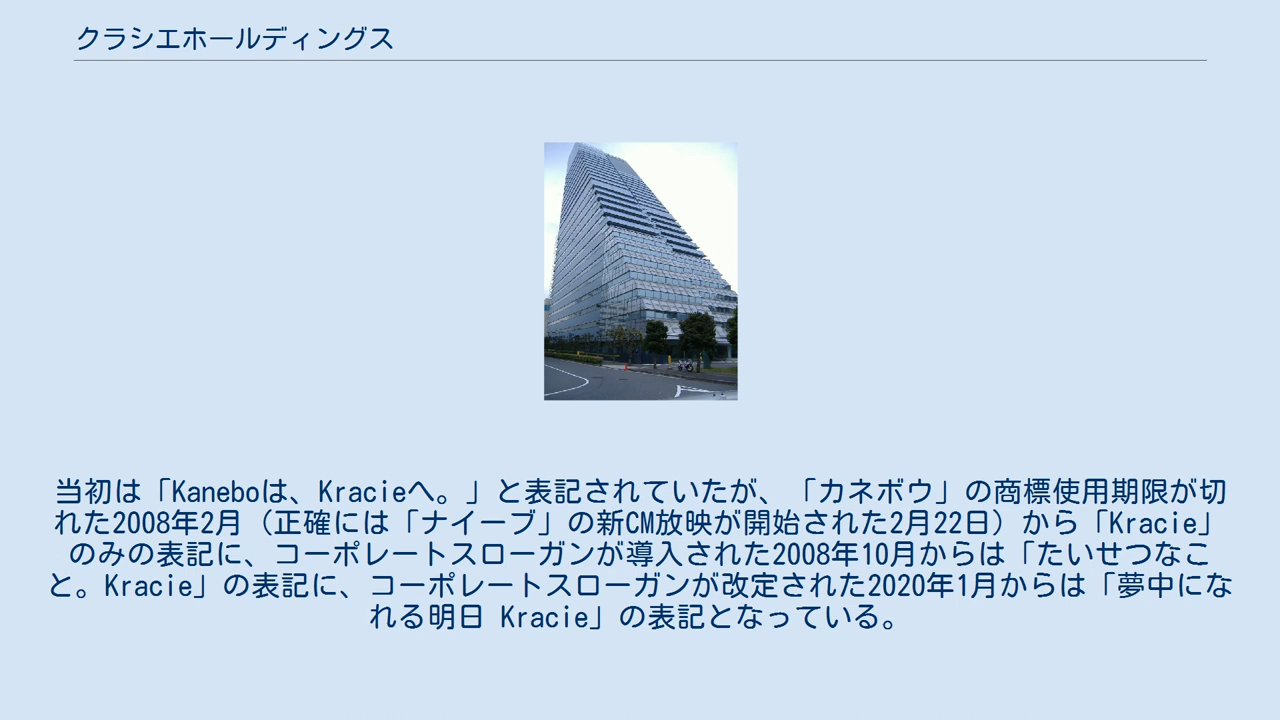 クラシエホールディングス
当初は「Kaneboは、Kracieへ。」と表記されていたが、「カネボウ」の商標使用期限が切
れた2008年2月（正確には「ナイーブ」の新CM放映が開始された2月22日）から「Kracie」
のみの表記に、コーポレートスローガンが導入された2008年10月からは「たいせつなこ
と。Kracie」の表記に、コーポレートスローガンが改定された2020年1月からは「夢中にな
れる明日 Kracie」の表記となっている。